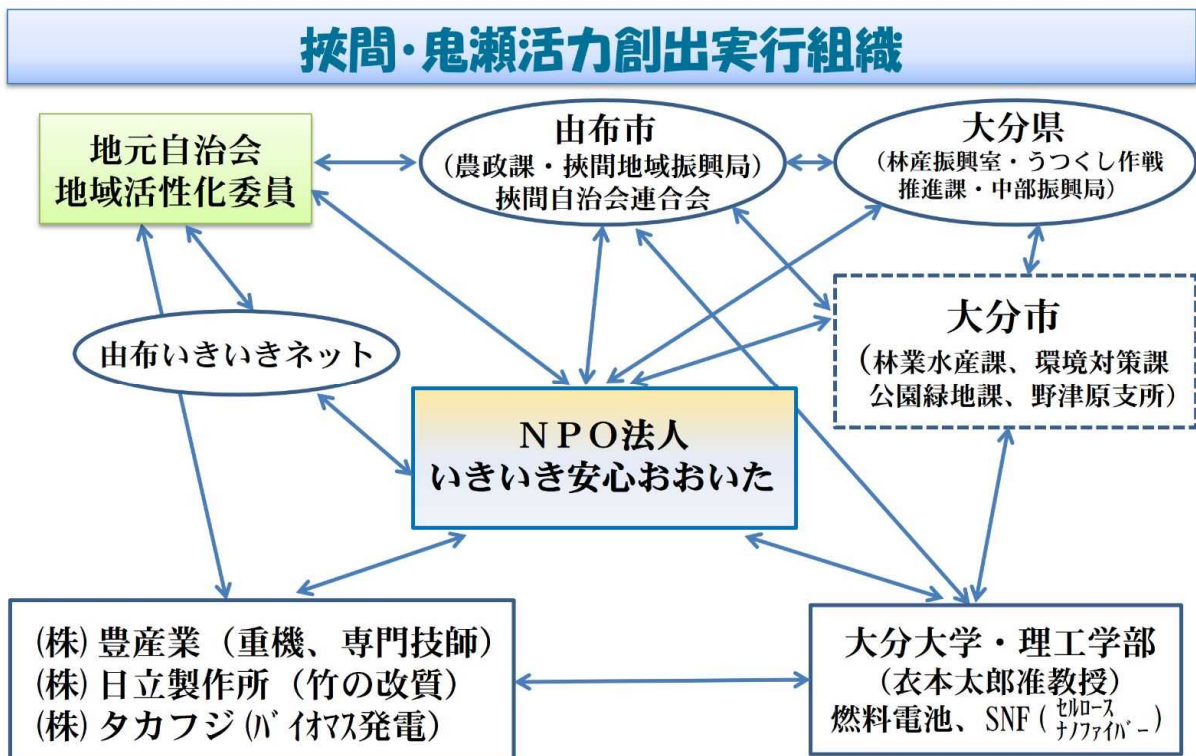 挾間・鬼瀬活力創出実行組織
地元自治会
地域活性化委員
由布市
（農政課・挾間地域振興局）
挾間自治会連合会
大分県
（林産振興室・うつくし作戦
推進課・中部振興局）
由布いきいきネット
大分市
（林業水産課、環境対策課
公園緑地課、野津原支所）
ＮＰＯ法人
いきいき安心おおいた
(株) 豊産業（重機、専門技師）
(株) 日立製作所（竹の改質）
(株) タカフジ(ﾊﾞｲｵﾏｽ発電）
大分大学・理工学部
（衣本太郎准教授）
燃料電池、SNF（ｾﾙﾛｰｽ
ﾅﾉﾌｧｲﾊﾞｰ）